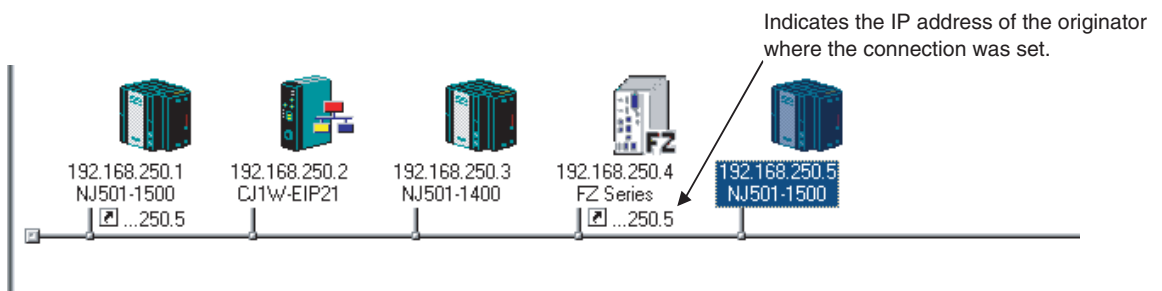 Indicates the IP address of the originator
where the connection was set.
FZ
192.168.250.1
NJ501-1500
...250.5
192.168.250.2
CJ1W-EIP21
192.168.250.3
NJ501-1400
192.168.250.4
FZ Series
...250.5
192.168.250.5
NJ501-1500